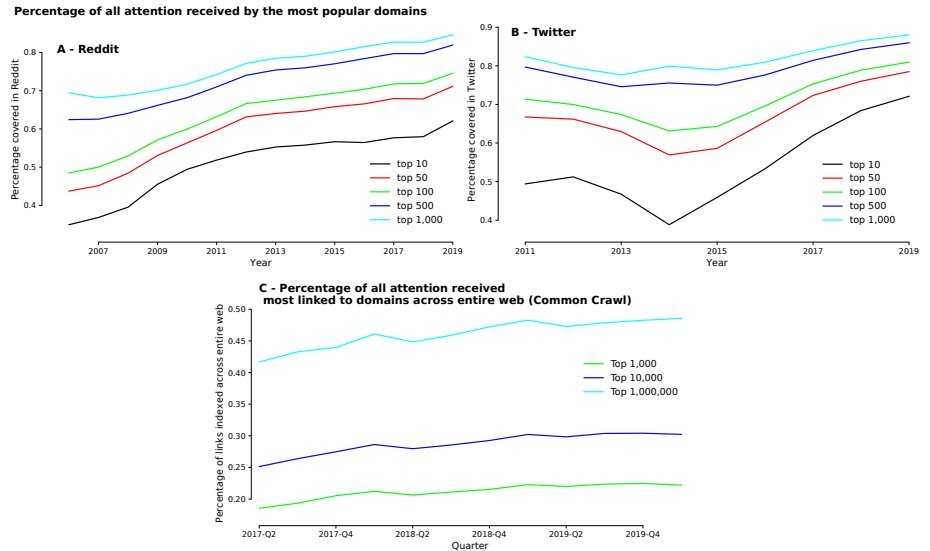 Percentage of all attention received by the most popular domains
A - Reddit
Percentage covered in Reddit
0.8
0.7
0.6
0.5
0.4
top 10
top 50
top 100
top 500
top 1,000
2007 2009 2011 2013 2015 2017 2019
Year
B - Twitter
Percentage covered in Twitter
0.9
0.8
0.7
0.6
0.5
0.4
top 10
top 50
top 100
top 500
top 1,000
2011 2013 2015 2017 2019
Year
C - Percentage of all attention received
most linked to domains across entire web (Common Crawl)
Percentage of links indexed across entire web
0.50
0.45
0.40
0.35
0.30
0.25
0.20
Top 1,000
Top 10,000
Top 1,000,000
2017-Q2 2017-Q4 2018-Q2 2018-Q4 2019-Q2 2019-Q4
Quarter